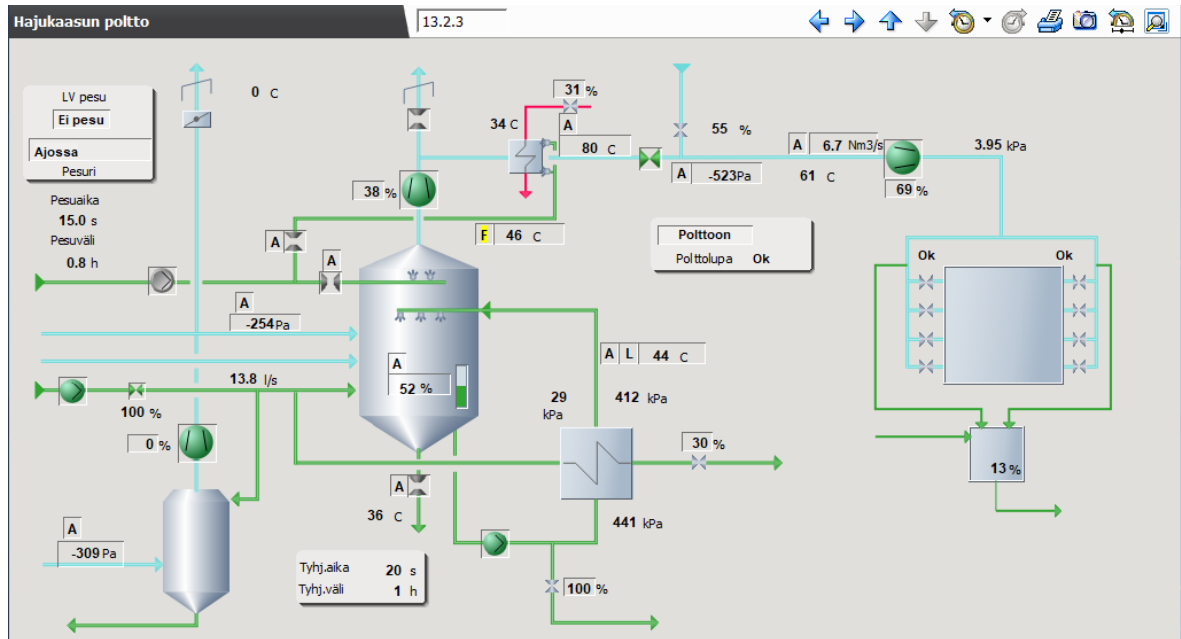 Hajukaasun poltto 13.2.3
LV pesu
Ei pesu
Ajossa
Pesuri
Pesuaika
15.0 s
Pesuväli
0.8 h
0 C
31 %
34 C
A
80 C
55 %
A 6.7 Nm3/s
3.95 kPa
A -523 Pa
61 C
69 %
38 %
F 46 C
A
A
Polttoon
Polttolupa Ok
Ok
Ok
A
-254 Pa
A L 44 C
A
52 %
13.8 l/s
100 %
29
kPa
412 kPa
0 %
30 %
13 %
A
36 C
441 kPa
A
-309 Pa
Tyhj.aika 20 s
Tyhj.väli 1 h
100 %